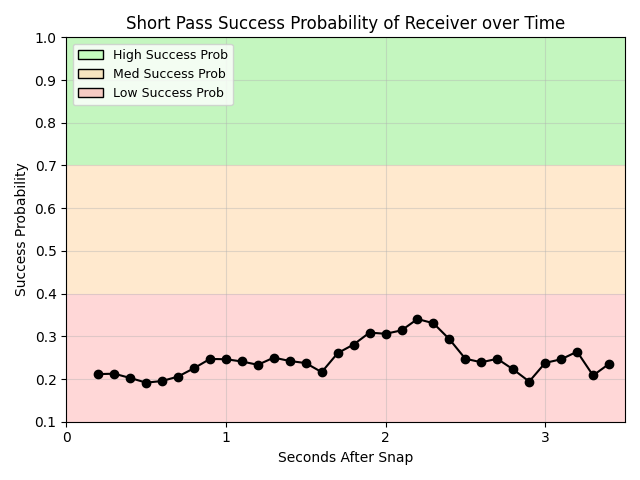 Short Pass Success Probability of Receiver over Time
1.0
0.9
0.8
0.7
0.6
0.5
0.4
0.3
0.2
0.1
Success Probability
High Success Prob
Med Success Prob
Low Success Prob
0 1 2 3
Seconds After Snap